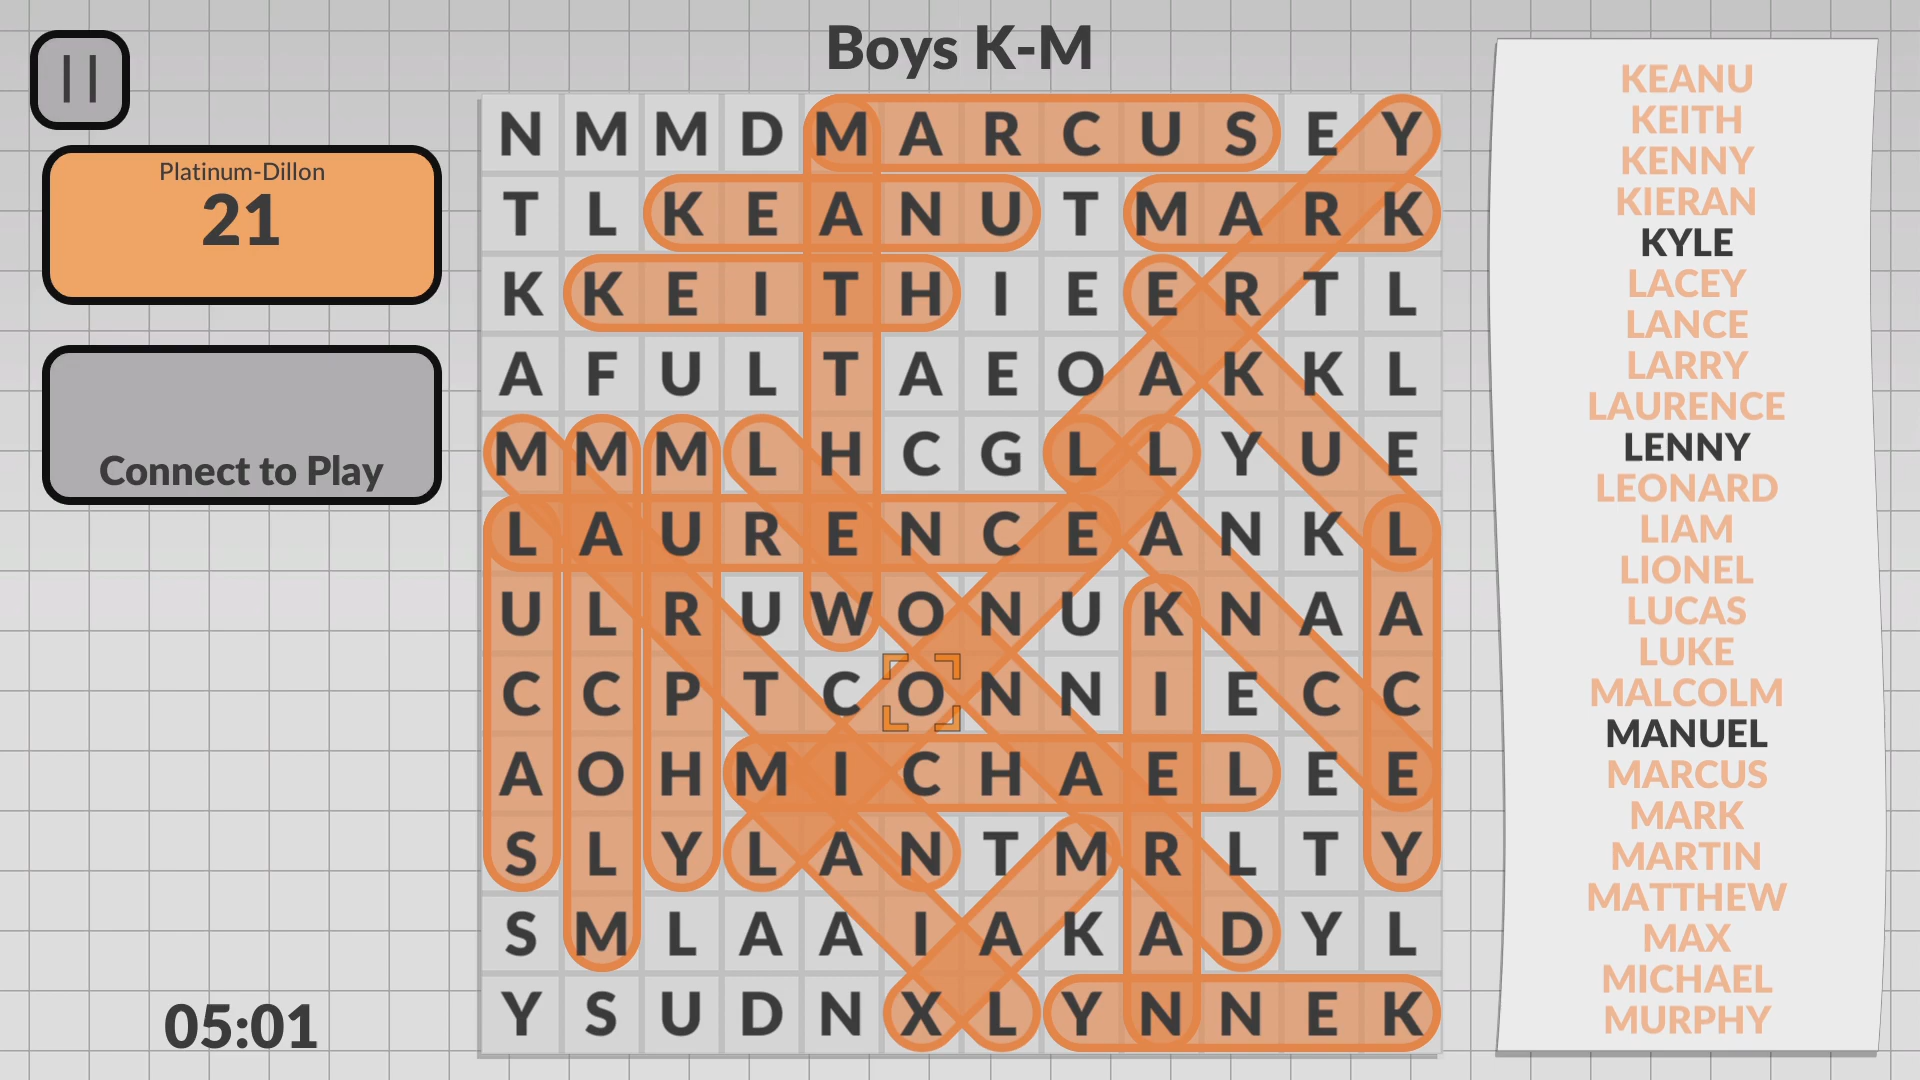 Boys K-M
Platinum-Dillon
21
Connect to Play
05:01
N M M D M A R C U S E Y
T L K E A N U T M A R K
K K E I T H I E E R T L
A F U L T A E O A K K L
M M M L H C G L L Y U E
L A U R E N C E A N K L
U L R U W O N U K N A A
C C P T C O N N I E C C
A O H M I C H A E L E E
S L Y L A N T M R L T Y
S M L A A I A K A D Y L
Y S U D N X L Y N N E K
KEANU
KEITH
KENNY
KIERAN
KYLE
LACEY
LANCE
LARRY
LAURENCE
LENNY
LEONARD
LIAM
LIONEL
LUCAS
LUKE
MALCOLM
MANUEL
MARCUS
MARK
MARTIN
MATTHEW
MAX
MICHAEL
MURPHY